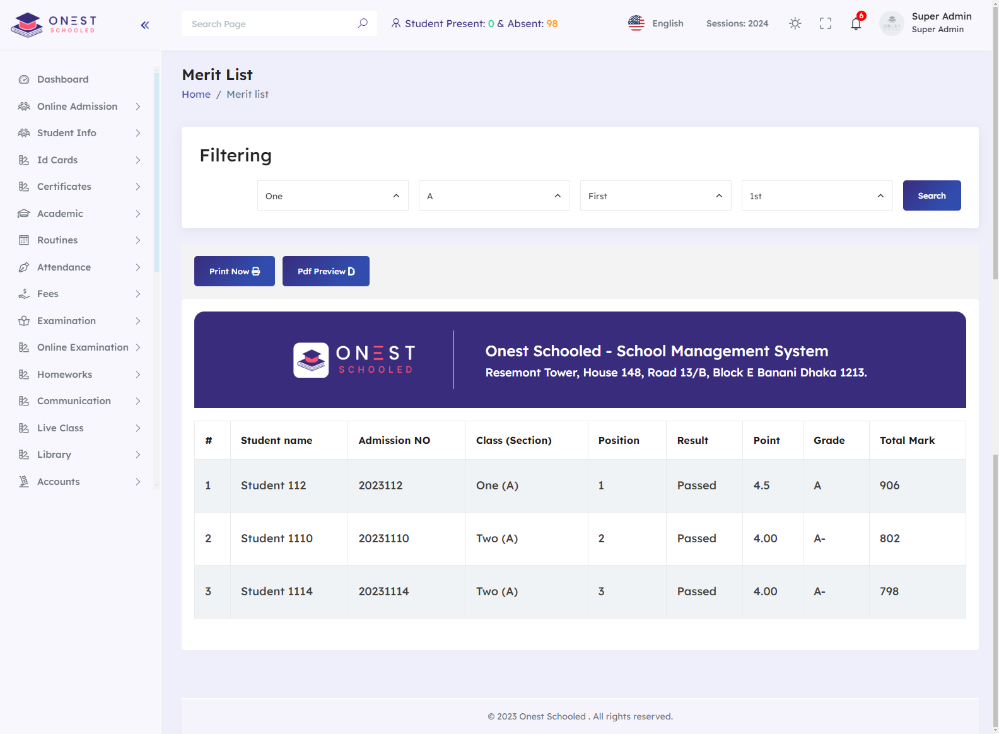 ONEST
SCHOOLED
Search Page
Student Present: 0 & Absent: 98
English
Sessions: 2024
6
Super Admin
Super Admin
Dashboard
Online Admission
Student Info
Id Cards
Certificates
Academic
Routines
Attendance
Fees
Examination
Online Examination
Homeworks
Communication
Live Class
Library
Accounts
Merit List
Home / Merit list
Filtering
One
A
First
1st
Search
Print Now
Pdf Preview
ONEST
SCHOOLED
Onest Schooled - School Management System
Resemont Tower, House 148, Road 13/B, Block E Banani Dhaka 1213.
# Student name Admission NO Class (Section) Position Result Point Grade Total Mark
1 Student 112 2023112 One (A) 1 Passed 4.5 A 906
2 Student 1110 20231110 Two (A) 2 Passed 4.00 A- 802
3 Student 1114 20231114 Two (A) 3 Passed 4.00 A- 798
© 2023 Onest Schooled . All rights reserved.